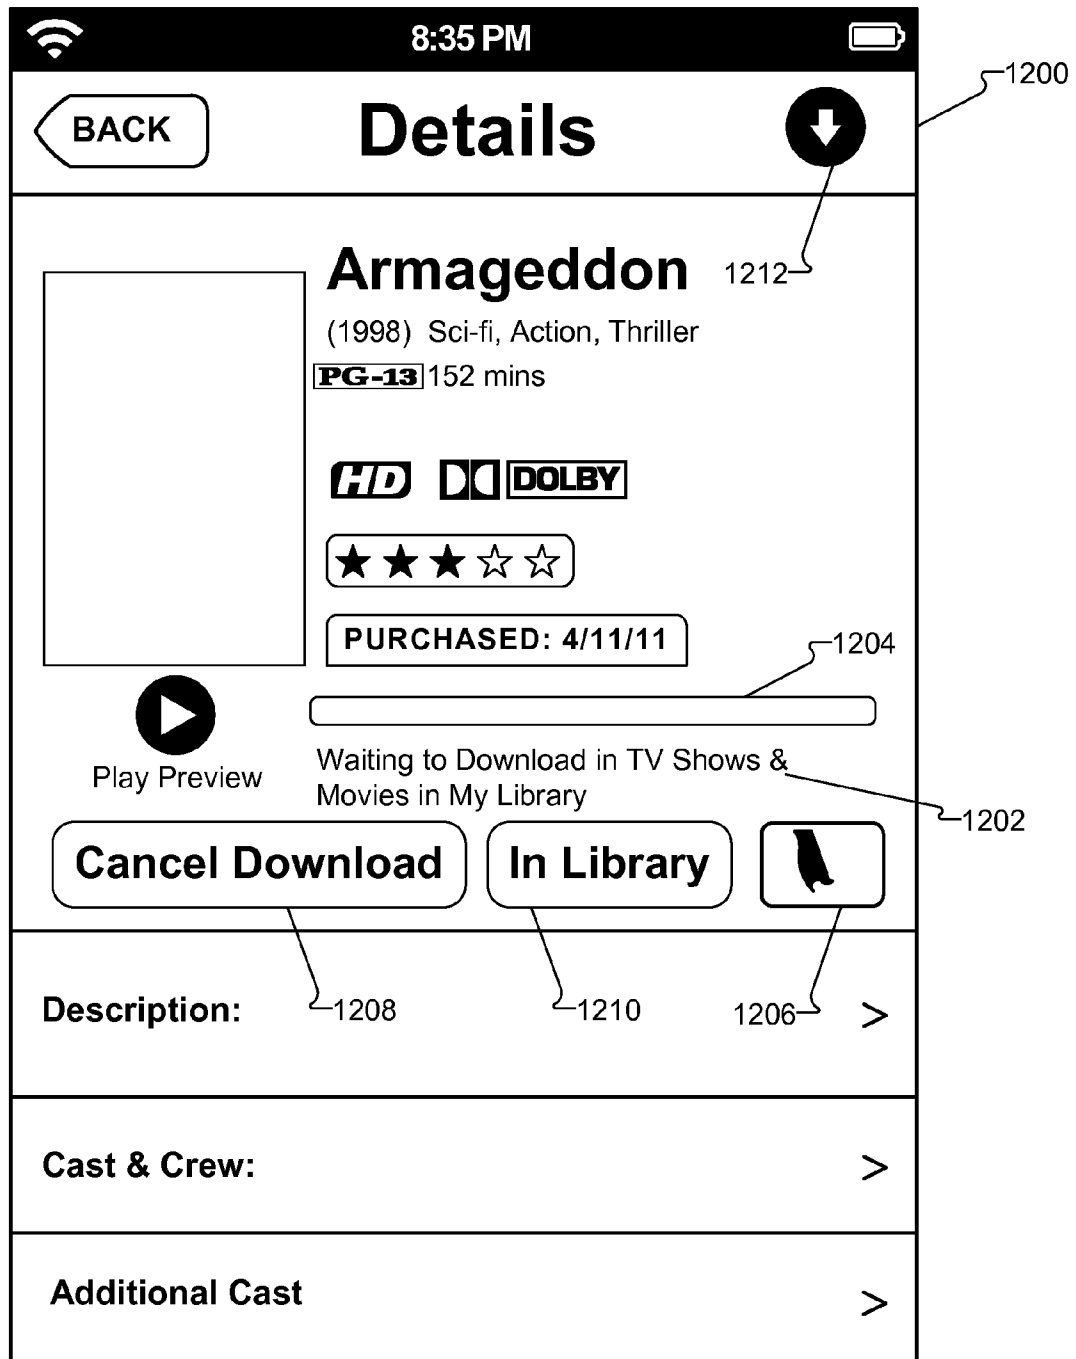 8:35 PM
1200
BACK
Details
Armageddon
1212
(1998) Sci-fi, Action, Thriller
PG-13 152 mins
HD DOLBY
PURCHASED: 4/11/11
1204
Play Preview
Waiting to Download in TV Shows &
Movies in My Library
1202
Cancel Download
In Library
Description:
1208
1210
1206
>
Cast & Crew:
>
Additional Cast
>